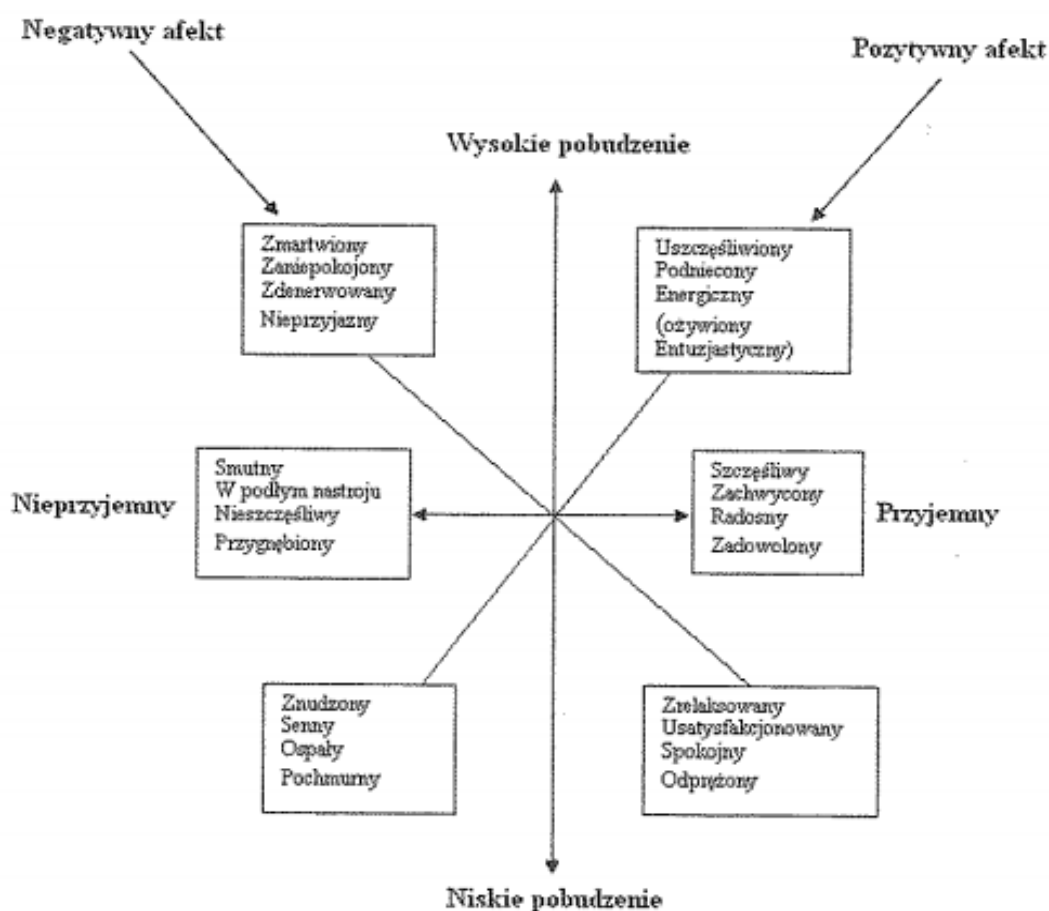 Negatywny afekt
Pozytywny afekt
Wysokie pobudzenie
Zmartwiony
Zaniepokojony
Zdenerwowany
Nieprzyjazny
Uszczęśliwiony
Podniecony
Energiczny
(ożywiony
Entuzjastyczny)
Nieprzyjemny
Smutny
W podłym nastroju
Nieszczęśliwy
Przygnębiony
Szczęśliwy
Zachwycony
Radosny
Zadowolony
Przyjemny
Znudzony
Senny
Ospały
Pochmurny
Zrelaksowany
Usatysfakcjonowany
Spokojny
Odprężony
Niskie pobudzenie